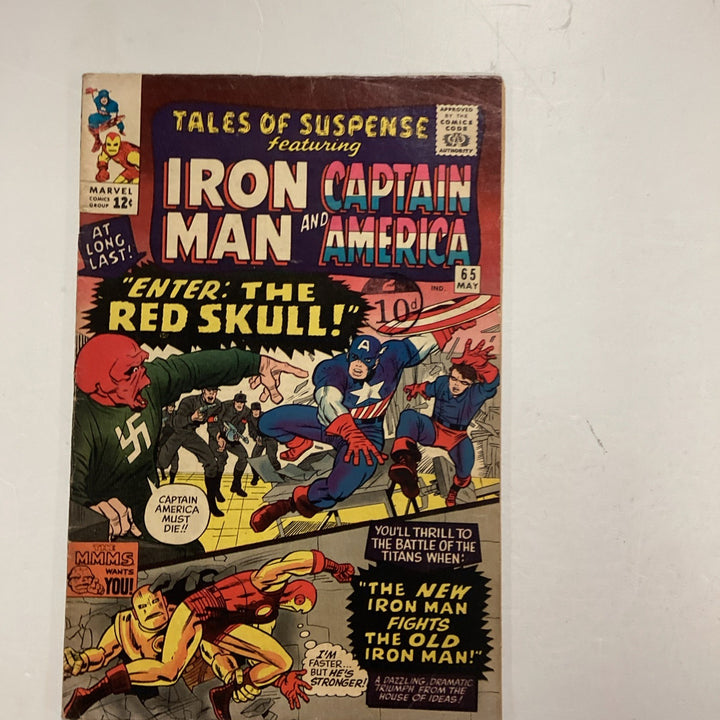 TALES OF SUSPENSE
featuring
IRON
MAN
AND
CAPTAIN
AMERICA
APPROVED
BY THE
COMICS
CODE
CA
AUTHORITY
MARVEL
COMICS
GROUP 12¢
65
MAY
IND.
10d
AT
LONG
LAST!
"ENTER: THE
RED SKULL!"
A
CAPTAIN
AMERICA
MUST
DIE!!
THE
M.M.M.S.
WANTS
YOU!
YOU'LL THRILL TO
THE BATTLE OF THE
TITANS WHEN:
"THE NEW
IRON MAN
FIGHTS
THE OLD
IRON MAN!"
I'M
FASTER...
BUT HE'S
STRONGER!
A DAZZLING, DRAMATIC
TRIUMPH FROM THE
HOUSE OF IDEAS!